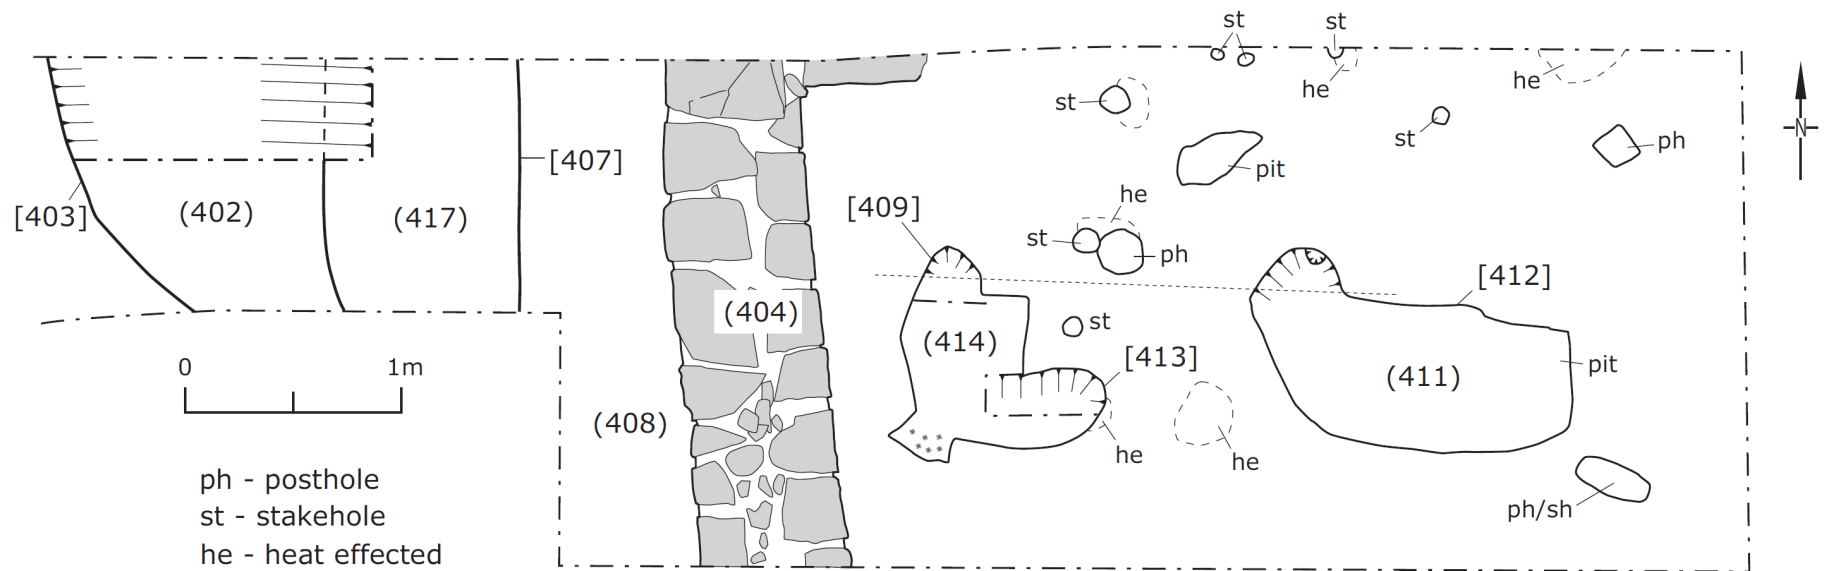 st
st
he
he
st
st
ph
pit
[407]
[403]
(402)
(417)
[409]
he
st
ph
N
(404)
(414)
st
[412]
[413]
pit
(411)
0
1m
(408)
he
he
ph/sh
ph - posthole
st - stakehole
he - heat effected